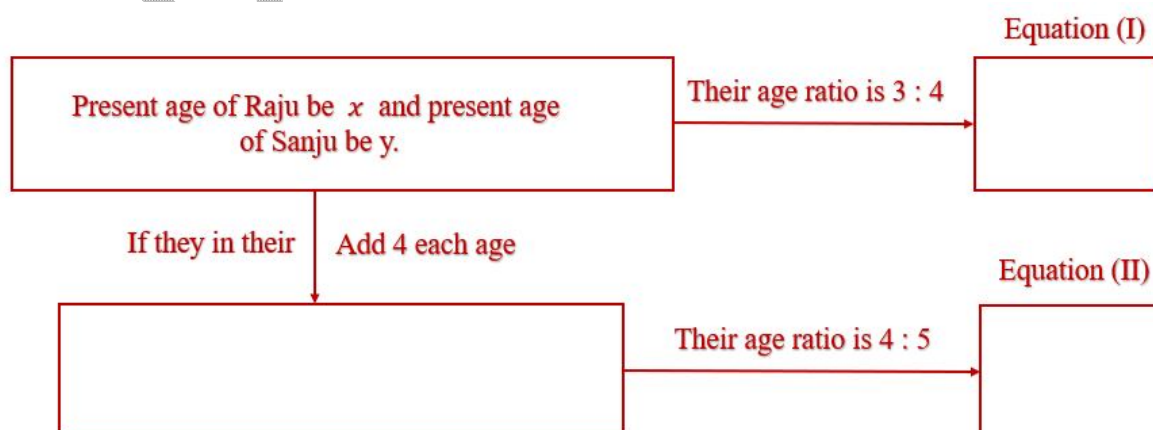 Equation (I)
Present age of Raju be x and present age
of Sanju be y.
Their age ratio is 3 : 4
If they in their
Add 4 each age
Equation (II)
Their age ratio is 4 : 5